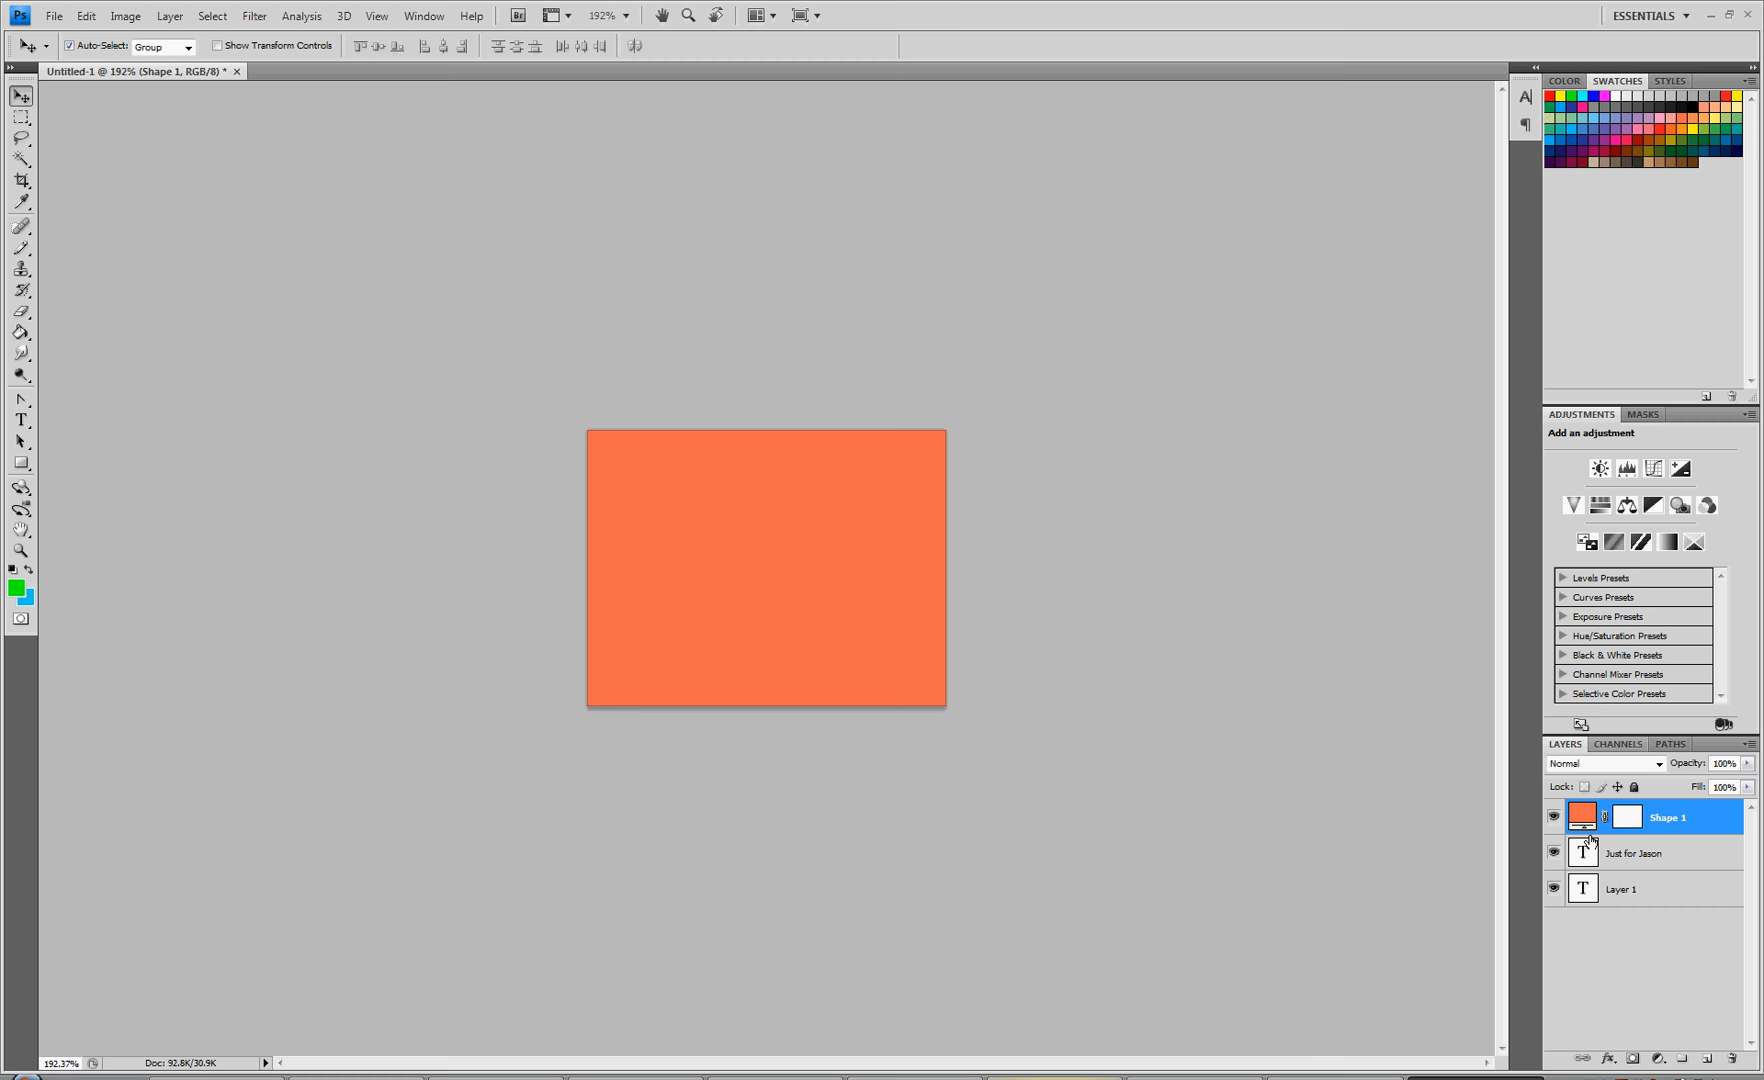 Ps File Edit Image Layer Select Filter Analysis 3D View Window Help Br 192% ESSENTIALS
Auto-Select: Group Show Transform Controls
Untitled-1 @ 192% (Shape 1, RGB/8) *
COLOR SWATCHES STYLES
ADJUSTMENTS MASKS
Add an adjustment
Levels Presets
Curves Presets
Exposure Presets
Hue/Saturation Presets
Black & White Presets
Channel Mixer Presets
Selective Color Presets
LAYERS CHANNELS PATHS
Normal Opacity: 100%
Lock: Fill: 100%
Shape 1
T Just for Jason
T Layer 1
192.37% Doc: 92.8K/30.9K